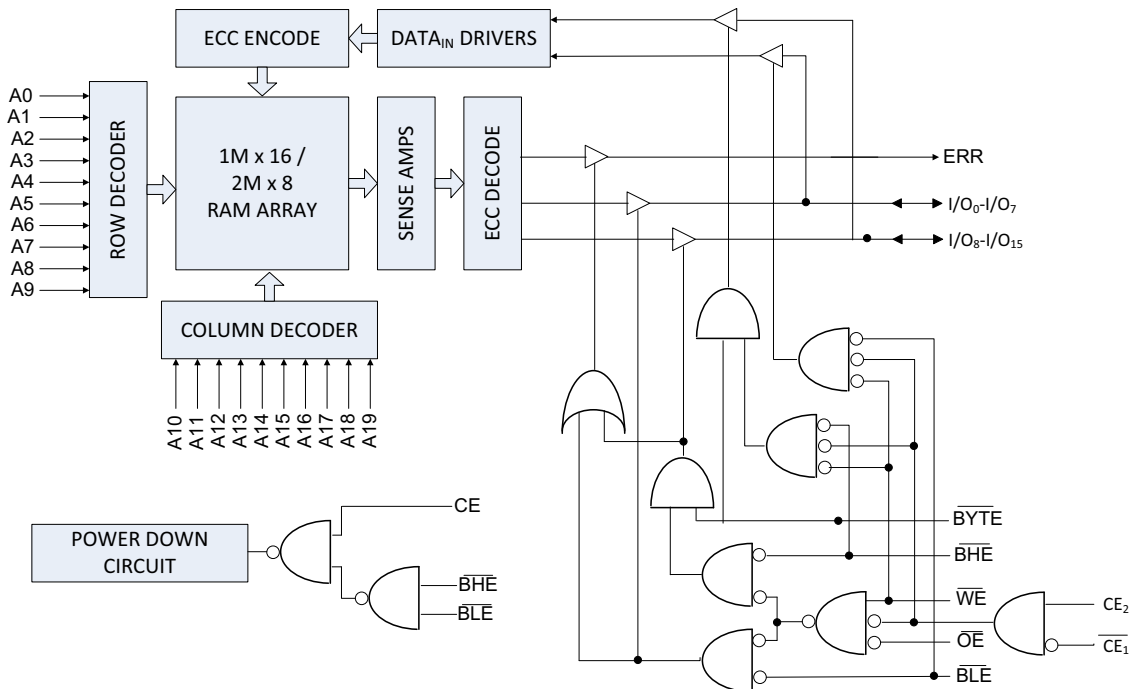 ECC ENCODE
DATAIN DRIVERS
A0
A1
A2
A3
A4
A5
A6
A7
A8
A9
ROW DECODER
1M x 16 /
2M x 8
RAM ARRAY
SENSE AMPS
ECC DECODE
ERR
I/O0-I/O7
I/O8-I/O15
COLUMN DECODER
A10
A11
A12
A13
A14
A15
A16
A17
A18
A19
CE
POWER DOWN
CIRCUIT
BHE
BLE
BYTE
BHE
WE
CE2
OE
CE1
BLE